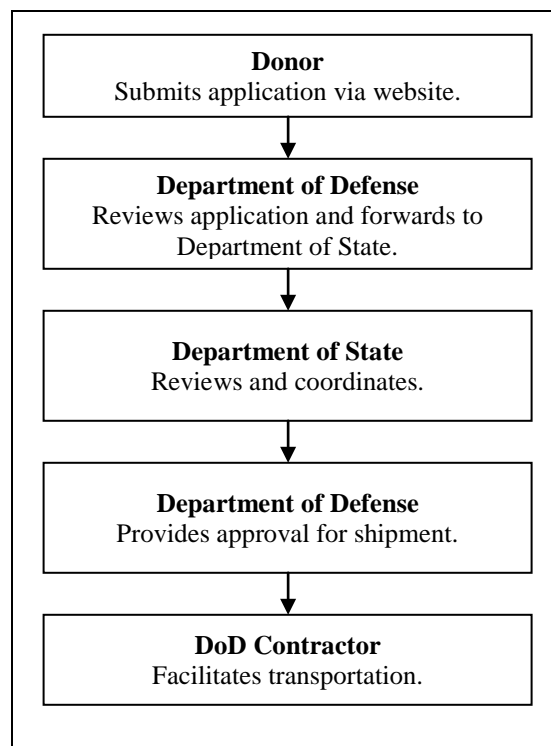 Donor
Submits application via website.
Department of Defense
Reviews application and forwards to
Department of State.
Department of State
Reviews and coordinates.
Department of Defense
Provides approval for shipment.
DoD Contractor
Facilitates transportation.